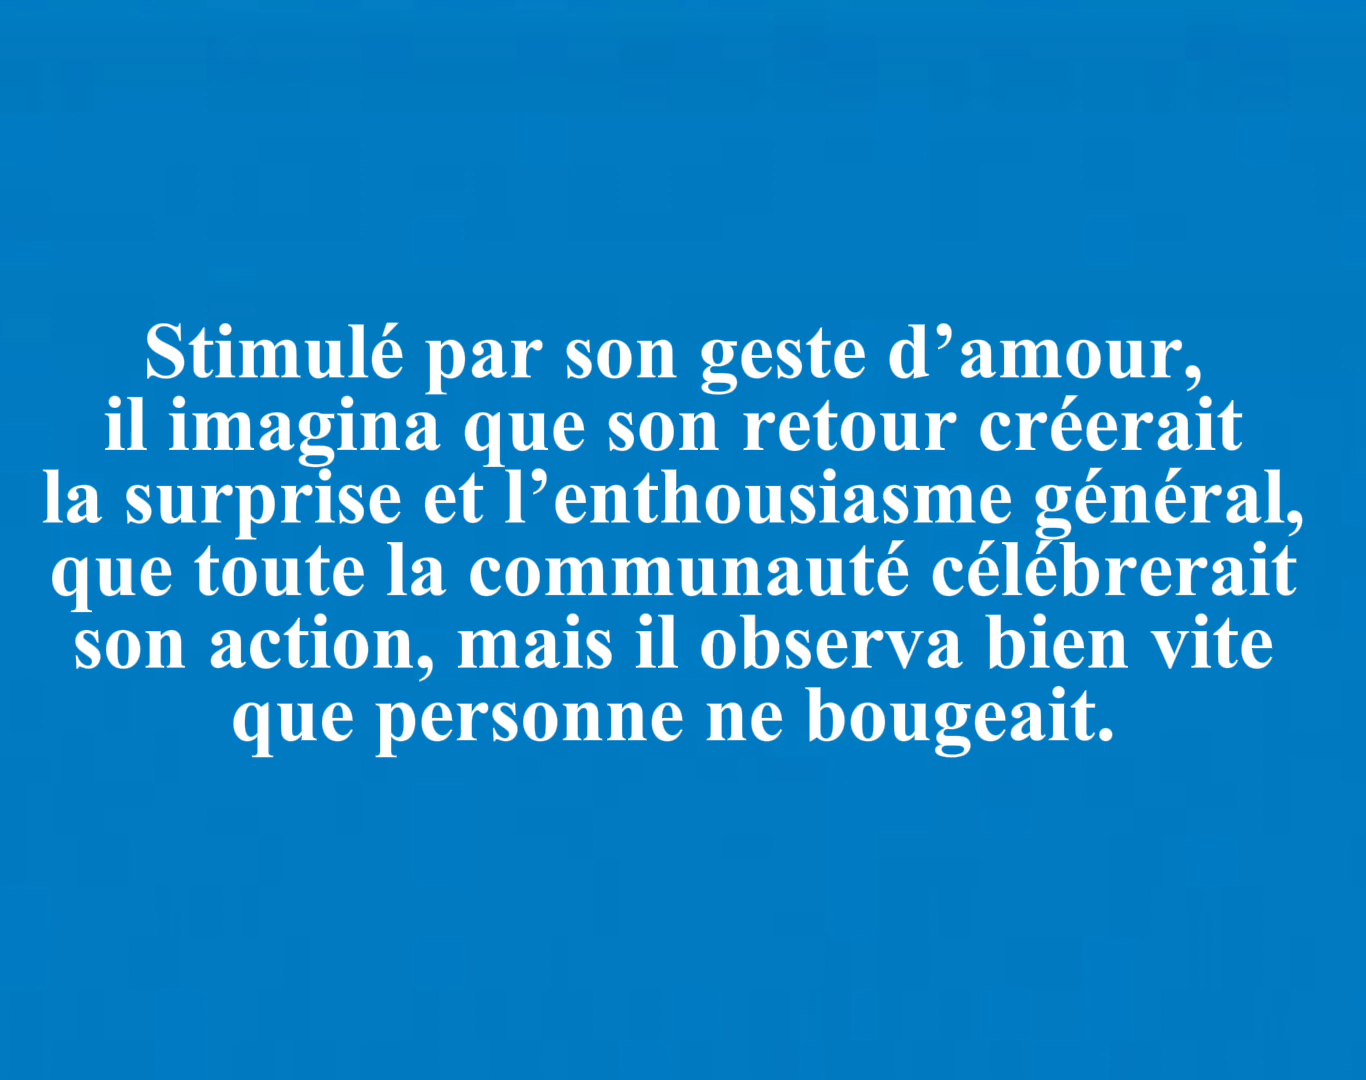 Stimulé par son geste d’amour,
il imagina que son retour créerait
la surprise et l’enthousiasme général,
que toute la communauté célébrerait
son action, mais il observa bien vite
que personne ne bougeait.